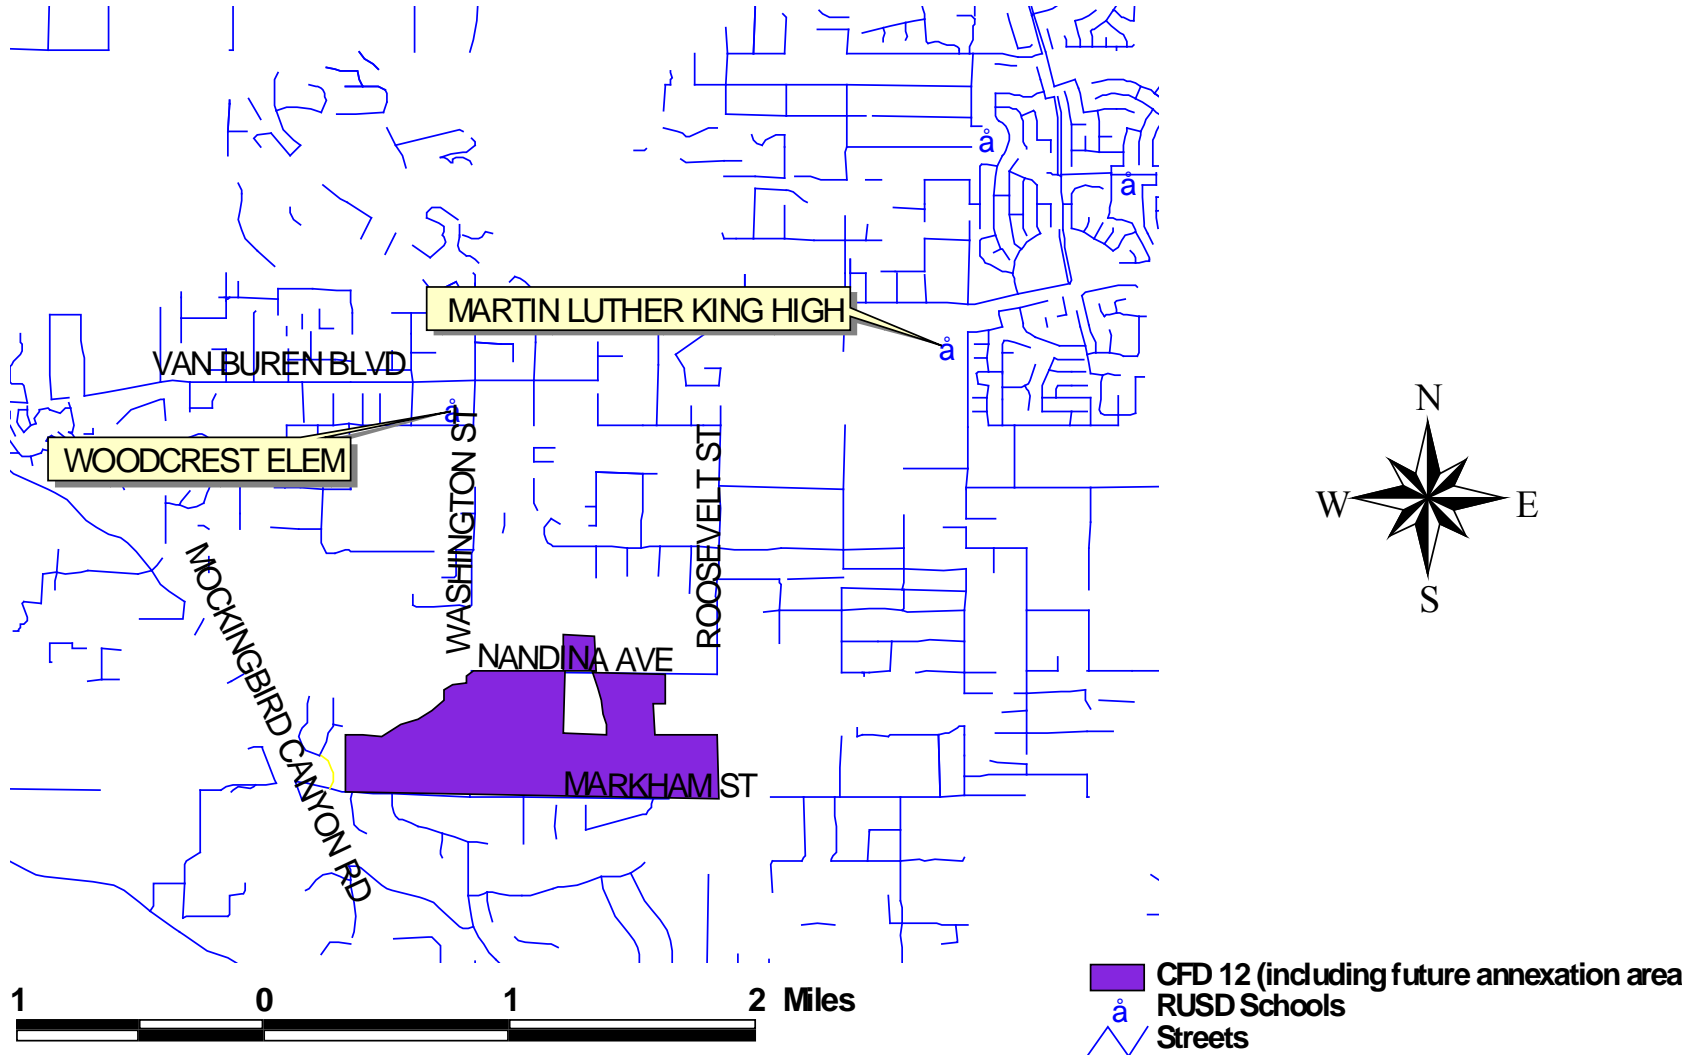 MARTIN LUTHER KING HIGH
VAN BUREN BLVD
WOODCREST ELEM
WASHINGTON ST
ROOSEVELT ST
MOCKINGBIRD CANYON RD
NANDINA AVE
MARKHAM ST
N
W
E
S
1 0 1 2 Miles
CFD 12 (including future annexation area
RUSD Schools
Streets
å
å
å
å
å